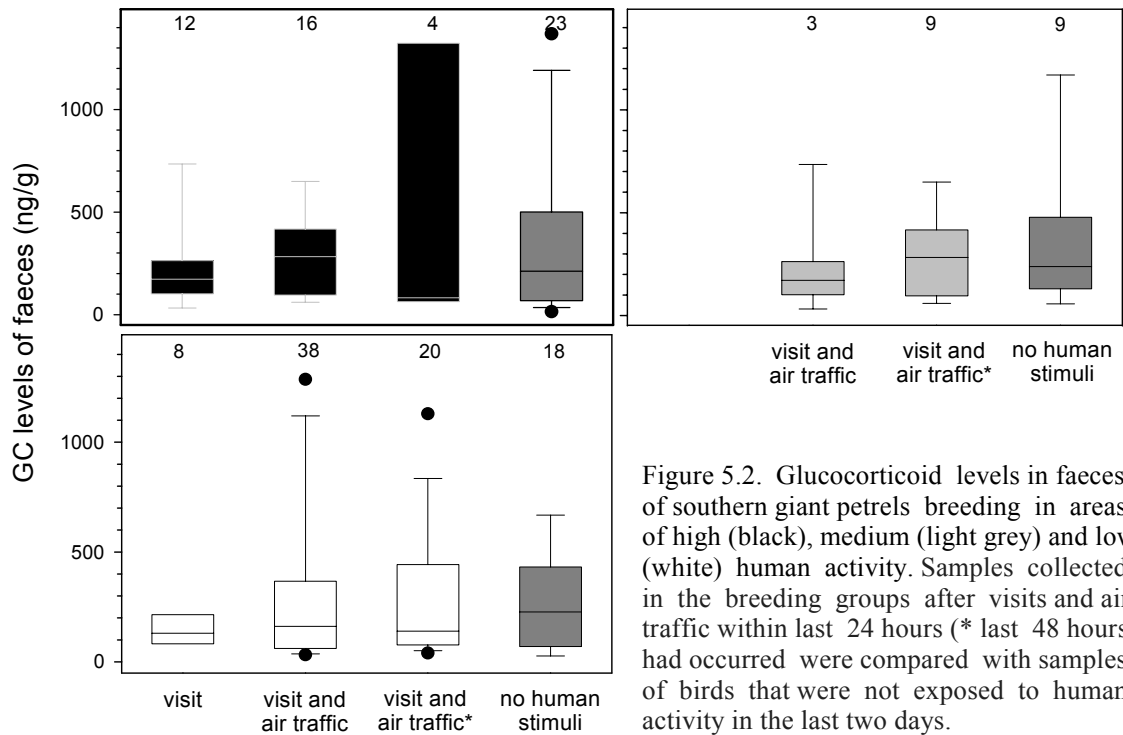 GC levels of faeces (ng/g)
12 16 4 23
1000
500
0
3 9 9
visit and
air traffic
visit and
air traffic*
no human
stimuli
8 38 20 18
1000
500
0
visit
visit and
air traffic
visit and
air traffic*
no human
stimuli
Figure 5.2. Glucocorticoid levels in faeces
of southern giant petrels breeding in areas
of high (black), medium (light grey) and low
(white) human activity. Samples collected
in the breeding groups after visits and air
traffic within last 24 hours (* last 48 hours
had occurred were compared with samples
of birds that were not exposed to human
activity in the last two days.